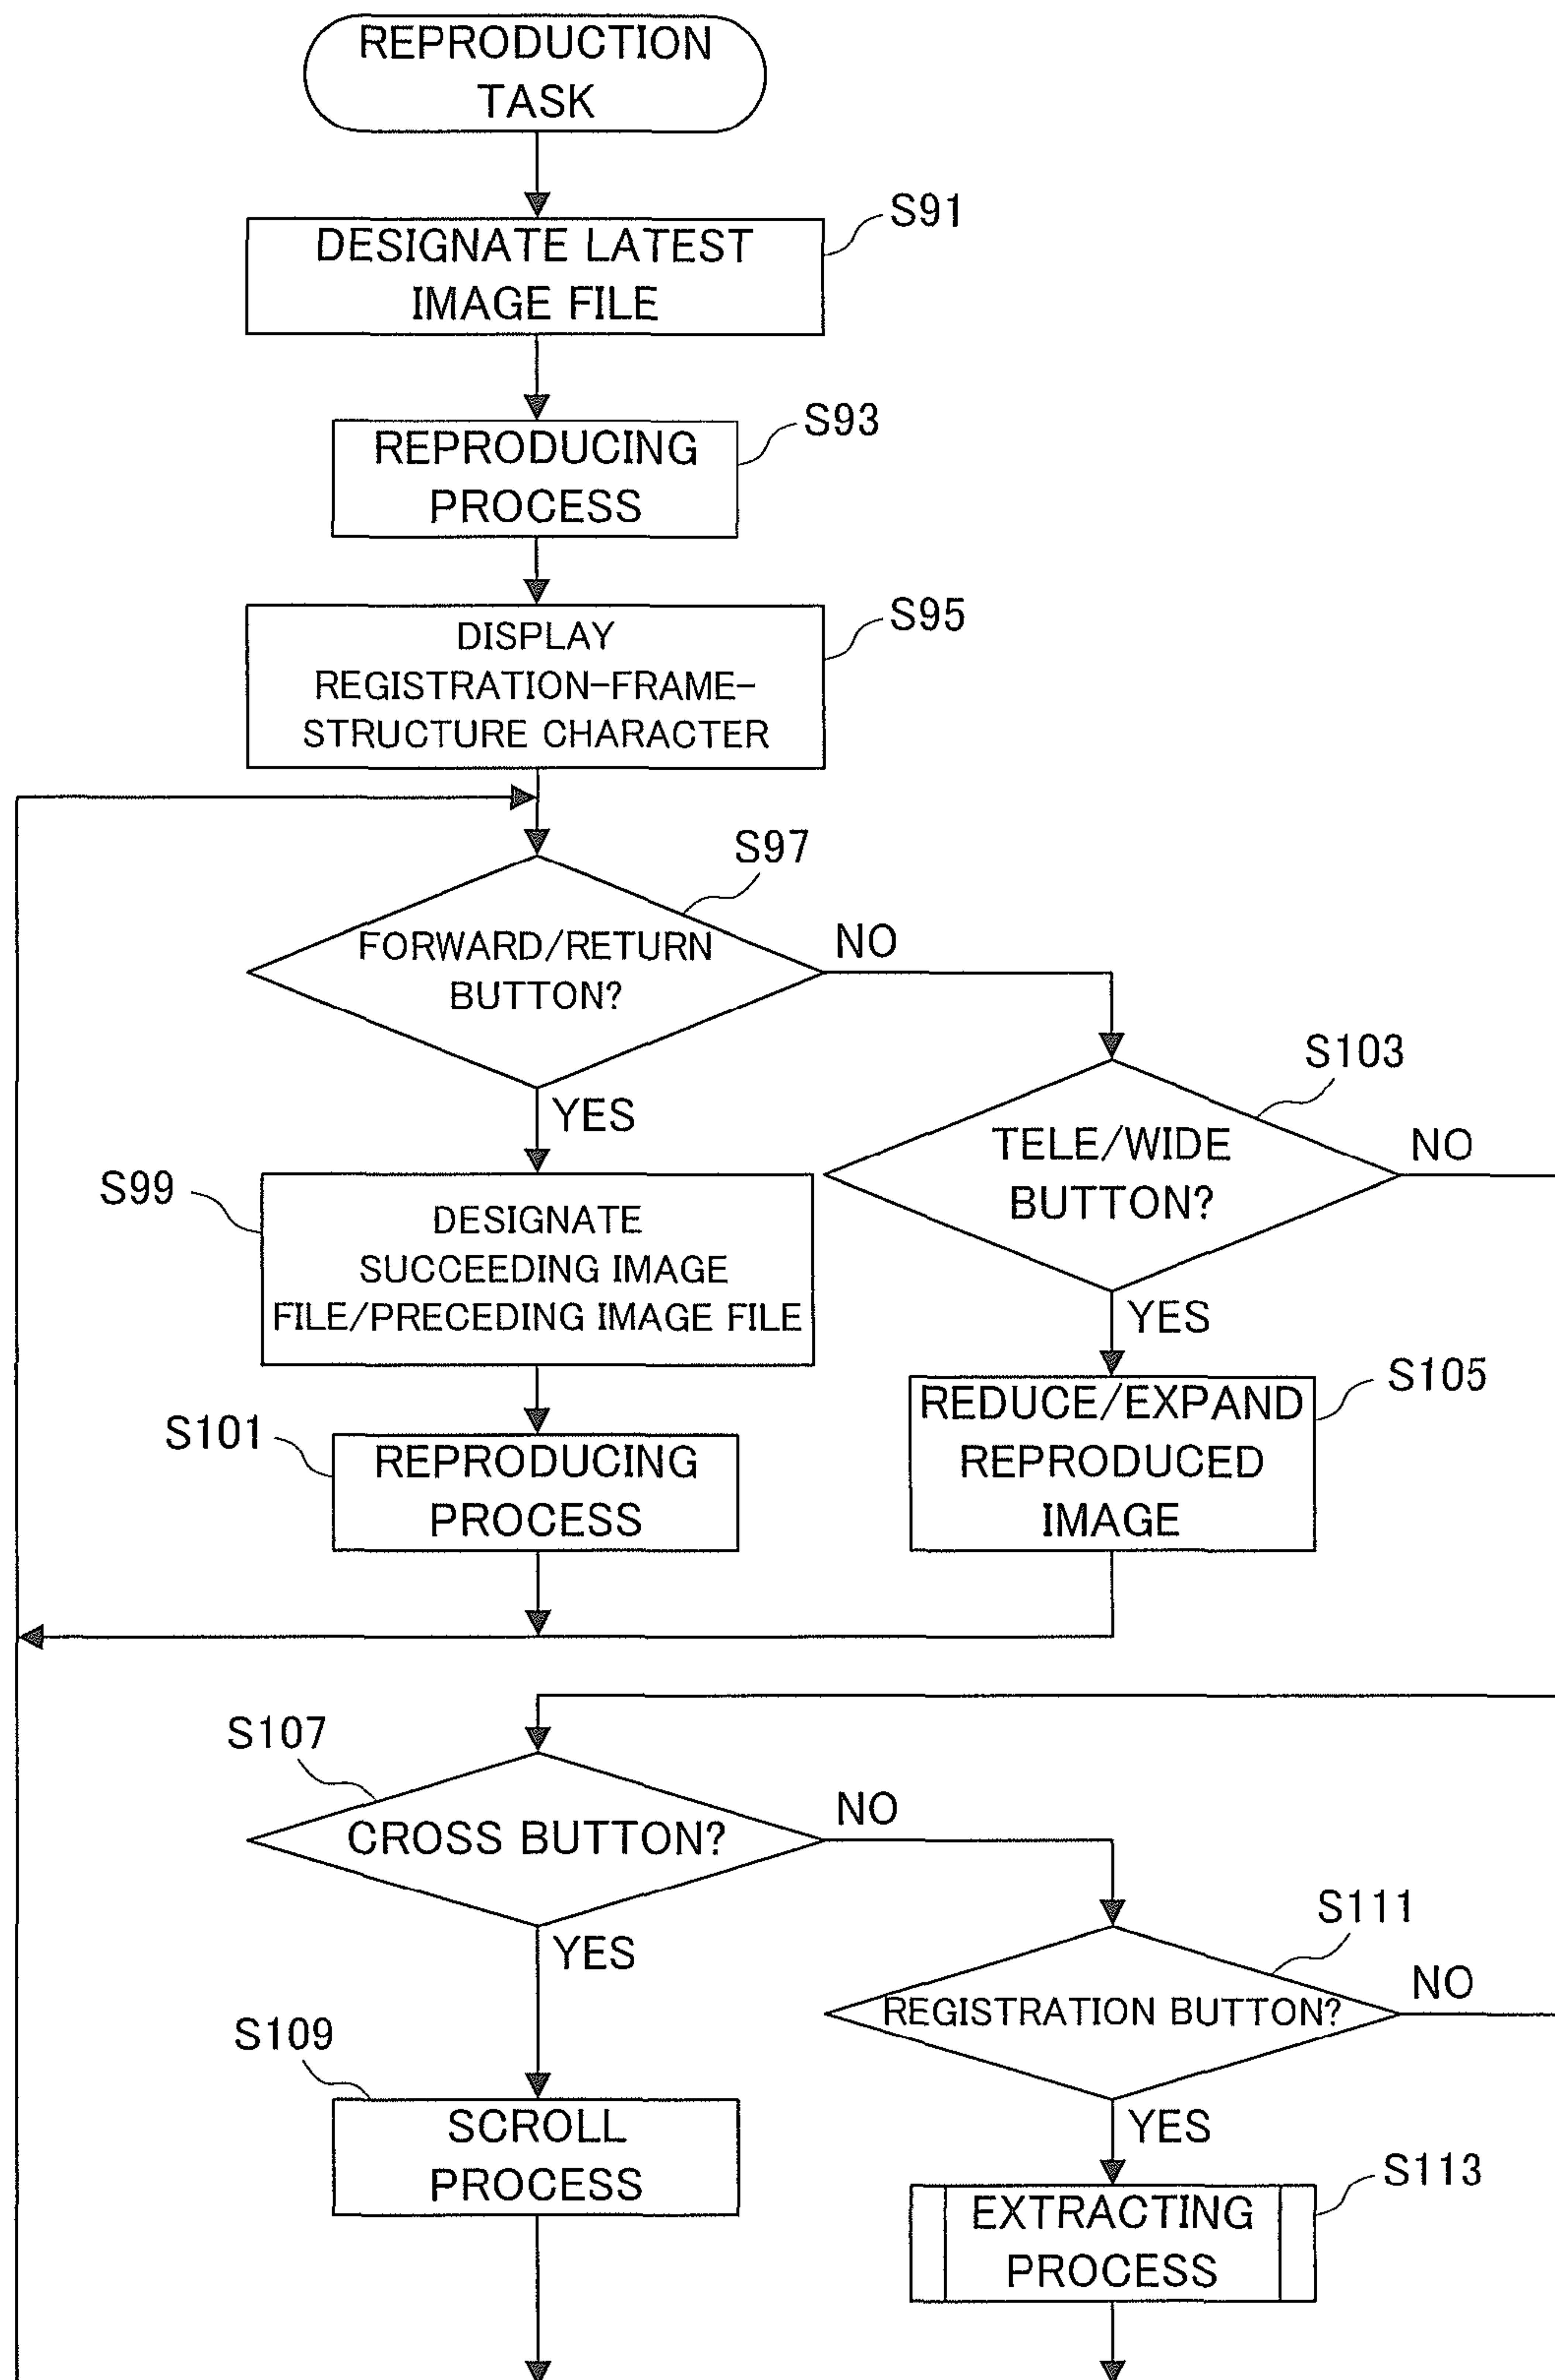 REPRODUCTION
TASK
S91
DESIGNATE LATEST
IMAGE FILE
S93
REPRODUCING
PROCESS
S95
DISPLAY
REGISTRATION-FRAME-
STRUCTURE CHARACTER
S97
FORWARD/RETURN
BUTTON?
NO
YES
S103
TELE/WIDE
BUTTON?
NO
YES
S99
DESIGNATE
SUCCEEDING IMAGE
FILE/PRECEDING IMAGE FILE
S105
REDUCE/EXPAND
REPRODUCED
IMAGE
S101
REPRODUCING
PROCESS
S107
CROSS BUTTON?
NO
YES
S111
REGISTRATION BUTTON?
NO
YES
S109
SCROLL
PROCESS
S113
EXTRACTING
PROCESS